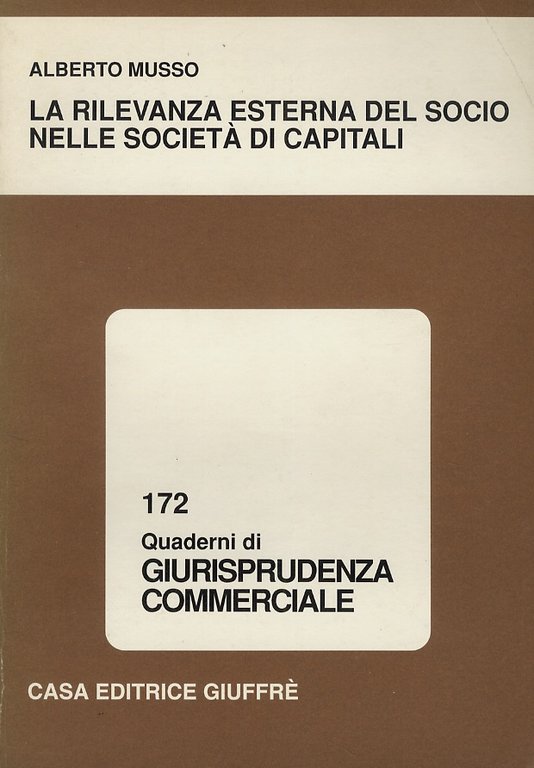 ALBERTO MUSSO
LA RILEVANZA ESTERNA DEL SOCIO
NELLE SOCIETÀ DI CAPITALI
172
Quaderni di
GIURISPRUDENZA
COMMERCIALE
CASA EDITRICE GIUFFRÈ